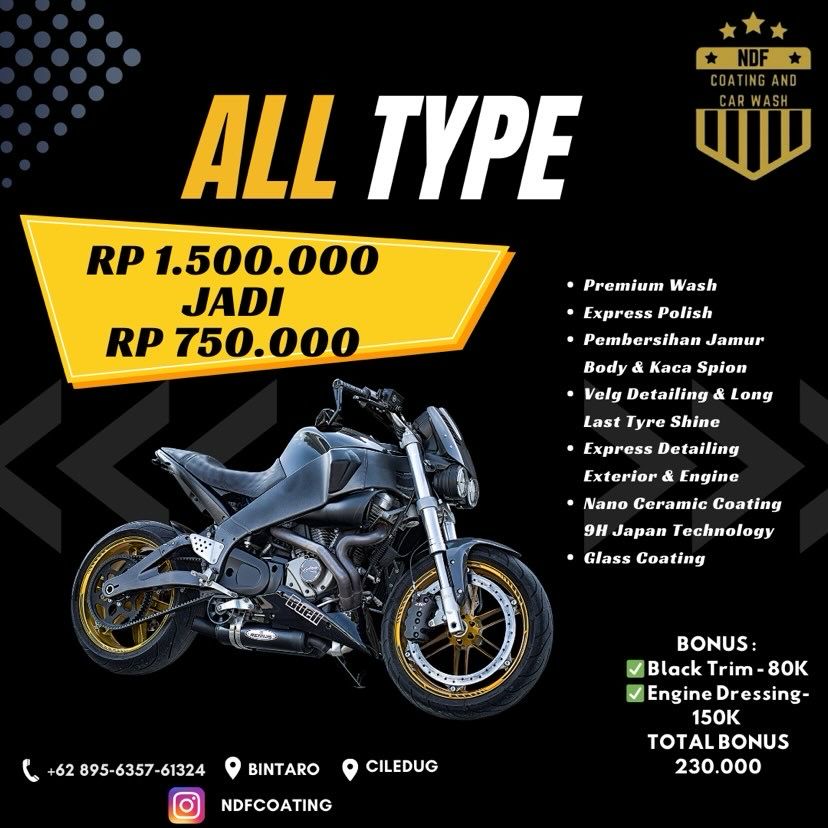 NDF
COATING AND
CAR WASH
ALL TYPE
RP 1.500.000
JADI
RP 750.000
• Premium Wash
• Express Polish
• Pembersihan Jamur
Body & Kaca Spion
• Velg Detailing & Long
Last Tyre Shine
• Express Detailing
Exterior & Engine
• Nano Ceramic Coating
9H Japan Technology
• Glass Coating
Buell
REMUS
BONUS :
✅Black Trim - 80K
✅Engine Dressing-
150K
TOTAL BONUS
230.000
+62 895-6357-61324
BINTARO
CILEDUG
NDFCOATING